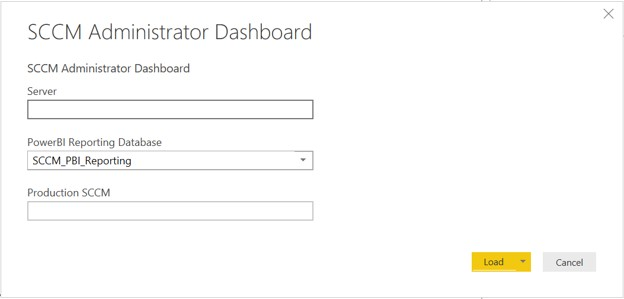 SCCM Administrator Dashboard
SCCM Administrator Dashboard
Server
PowerBI Reporting Database
SCCM_PBI_Reporting
Production SCCM
Load
Cancel